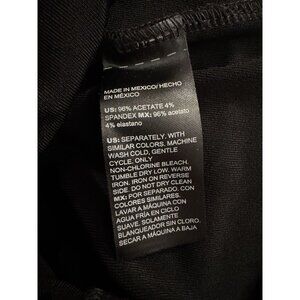 MADE IN MEXICO/HECHO
EN MÉXICO
US: 96% ACETATE 4%
SPANDEX MX: 96% acetato
4% elastano
US: SEPARATELY. WITH
SIMILAR COLORS. MACHINE
WASH COLD, GENTLE
CYCLE. ONLY
NON-CHLORINE BLEACH.
TUMBLE DRY LOW. WARM
IRON. IRON ON REVERSE
SIDE. DO NOT DRY CLEAN
MX: POR SEPARADO. CON
COLORES SIMILARES.
LAVAR A MÁQUINA CON
AGUA FRÍA EN CICLO
SUAVE. SOLAMENTE
BLANQUEADOR SIN CLORO.
SECAR A MÁQUINA A BAJA